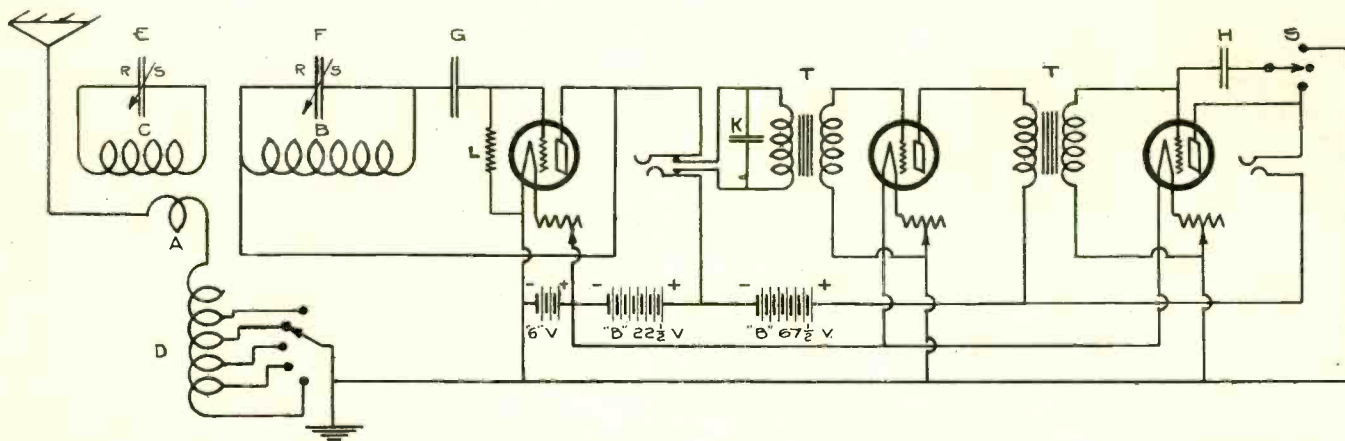 E F G H S
R S R S
T T
C B K
L
A
- + - + - +
"6" V "B" 22½ V "B" 67½ V.
D